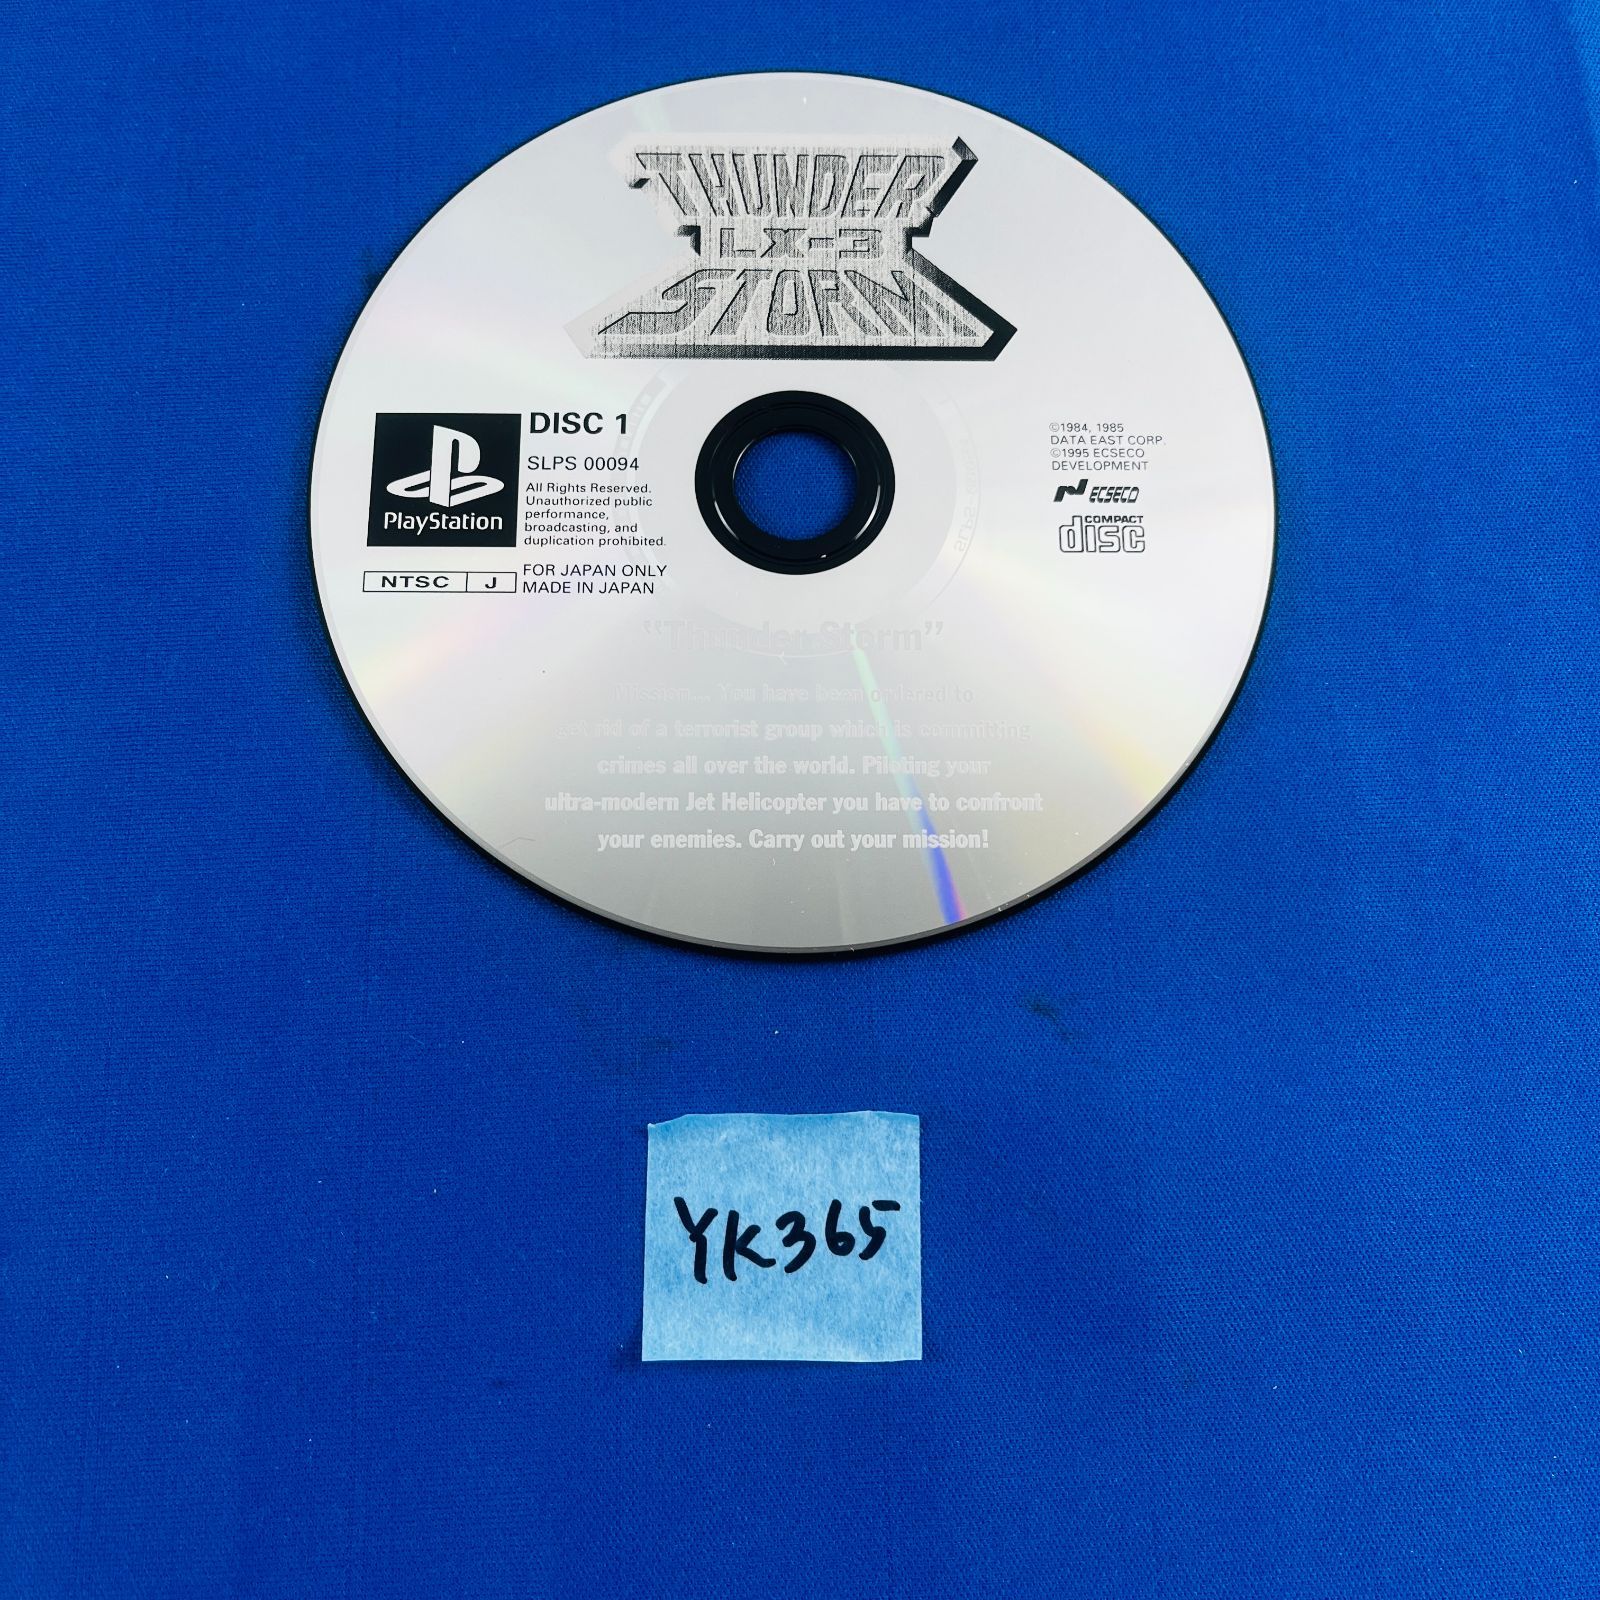 THUNDER
LX-3
STORM
DISC 1
SLPS 00094
All Rights Reserved.
Unauthorized public
performance,
broadcasting, and
duplication prohibited.
PlayStation
NTSC J
FOR JAPAN ONLY
MADE IN JAPAN
©1984, 1985
DATA EAST CORP.
©1995 ECSECO
DEVELOPMENT
ECSECO
COMPACT
disc
"Thunder Storm"
Mission... You have been ordered to
get rid of a terrorist group which is committing
crimes all over the world. Piloting your
ultra-modern Jet Helicopter you have to confront
your enemies. Carry out your mission!
YK365